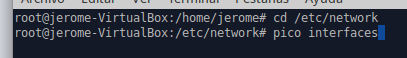 root@jerome-VirtualBox:/home/jerome# cd /etc/network
root@jerome-VirtualBox:/etc/network# pico interfaces